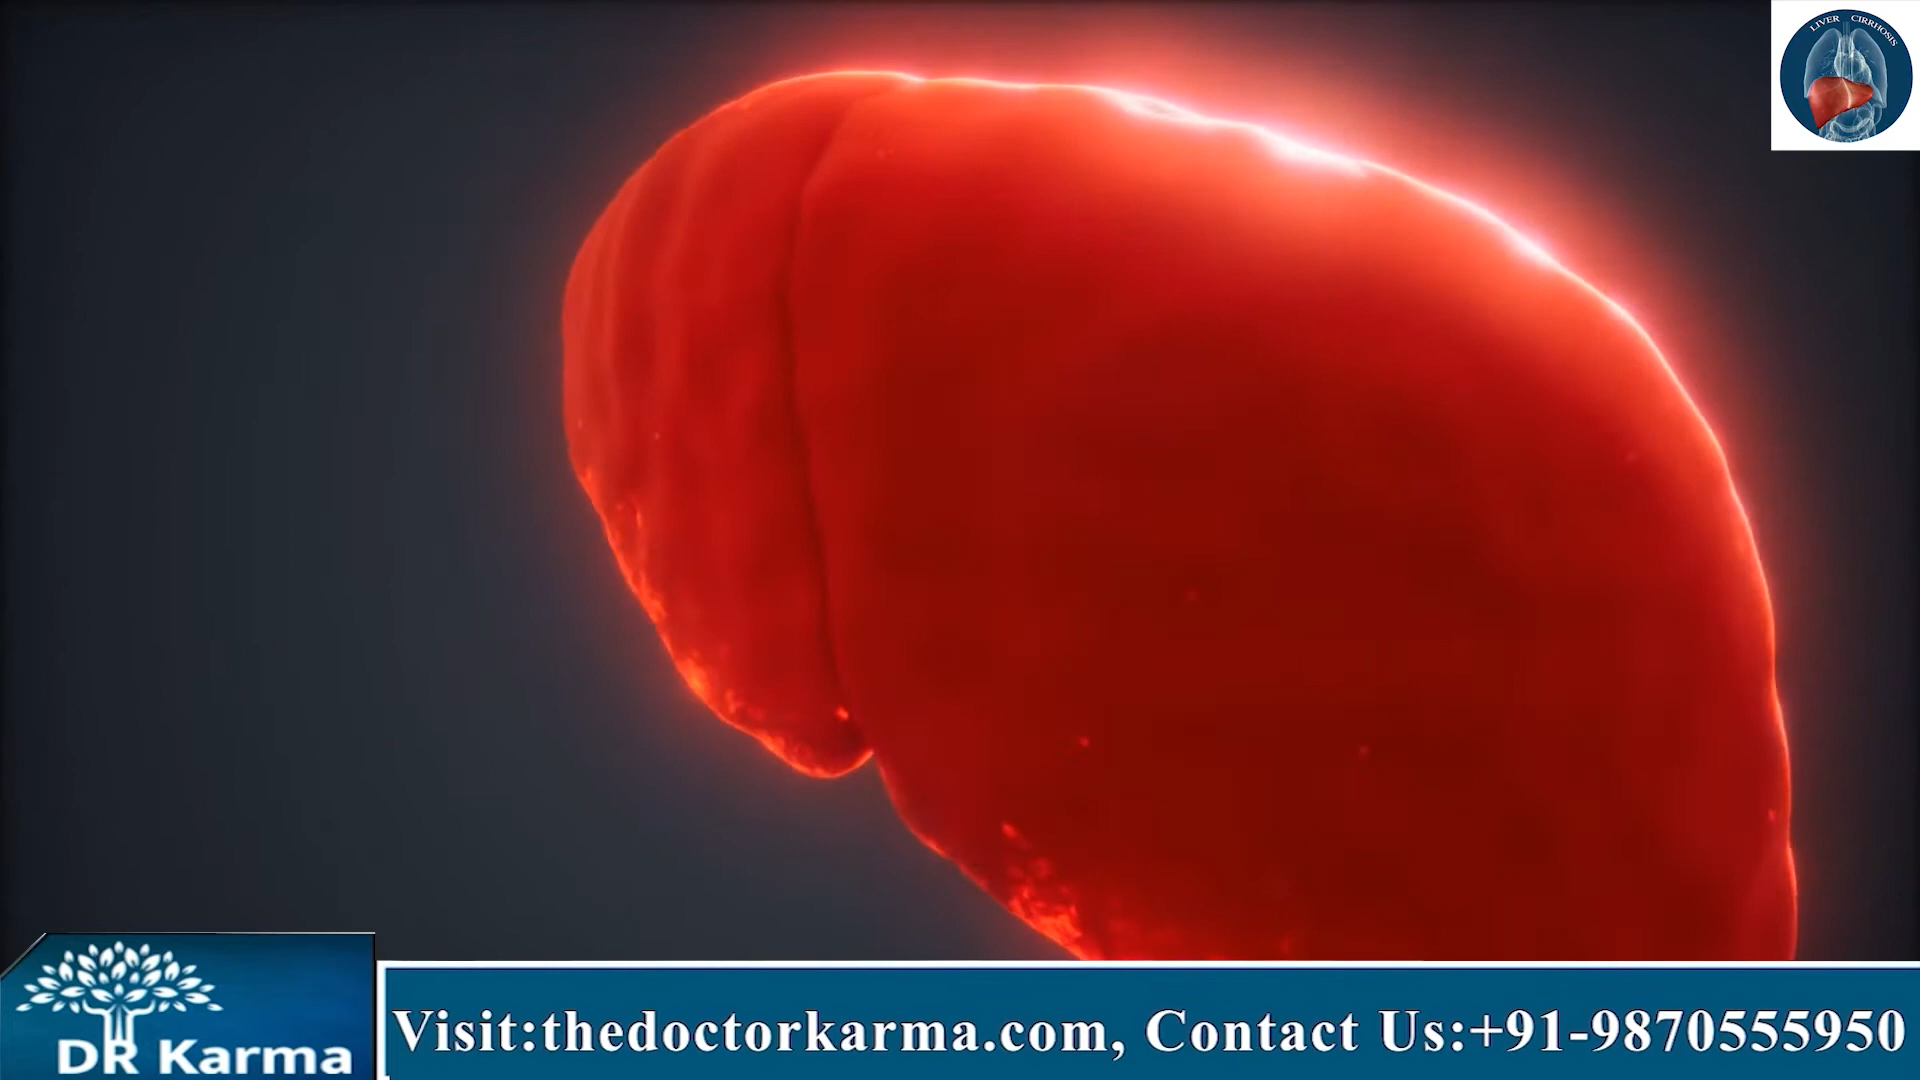 LIVER CIRRHOSIS
DR Karma
Visit:thedoctorkarma.com, Contact Us:+91-9870555950